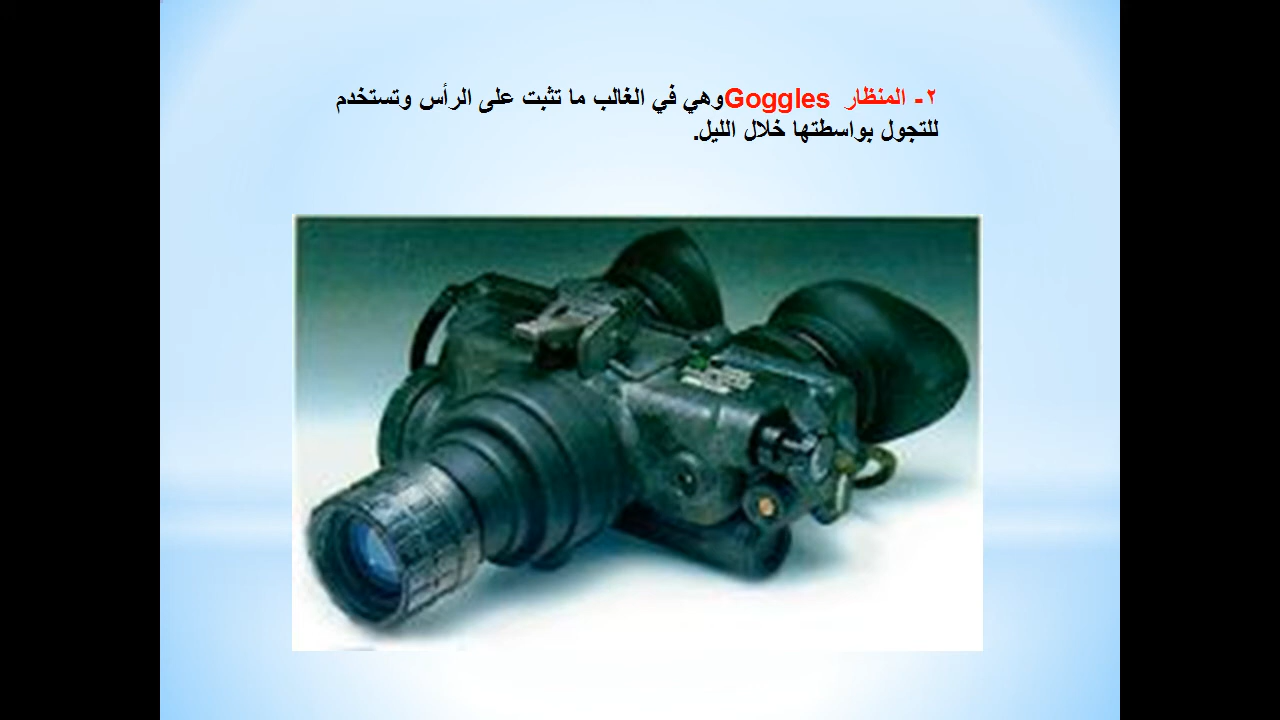 ٢- المنظار Goggles وهي في الغالب ما تثبت على الرأس وتستخدم
للتجول بواسطتها خلال الليل.